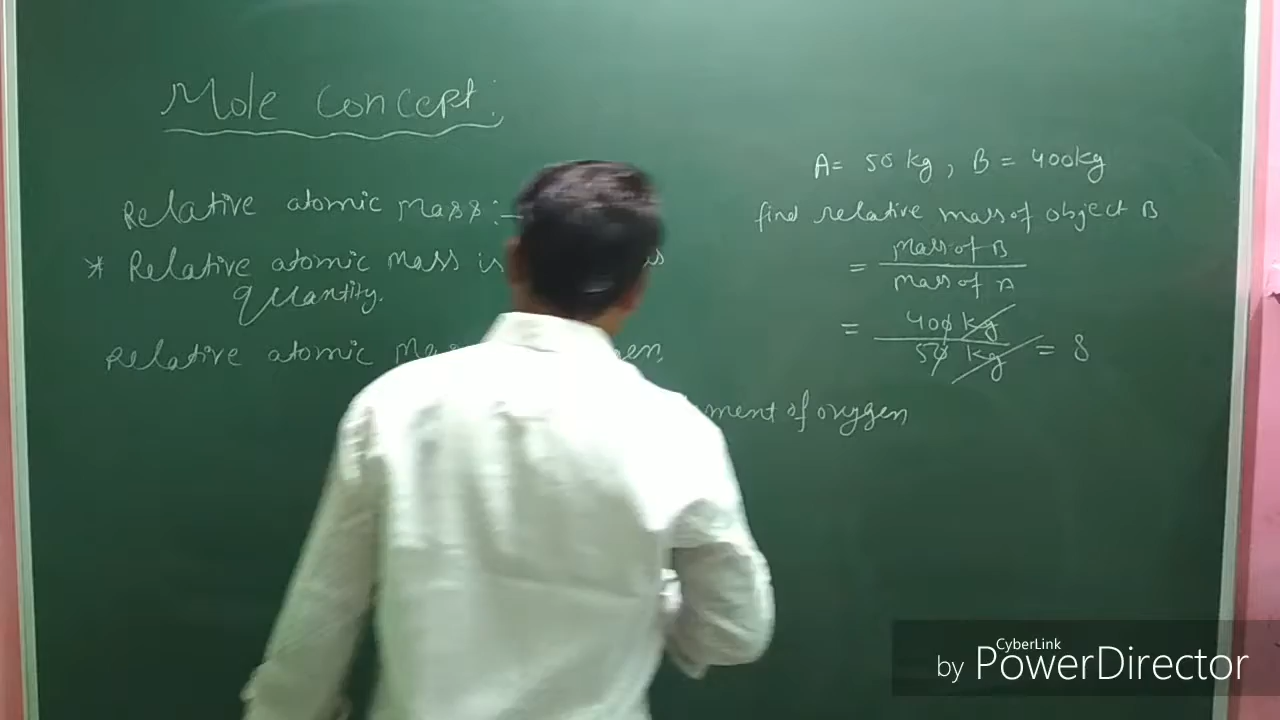 Mole Concept:
Relative atomic Mass:-
* Relative atomic mass is
quantity.
Relative atomic
ment of oxygen
A= 50 kg, B = 400kg
find relative mass of object B
= mass of B
mass of A
= 400 kg
50 kg = 8
CyberLink
by PowerDirector